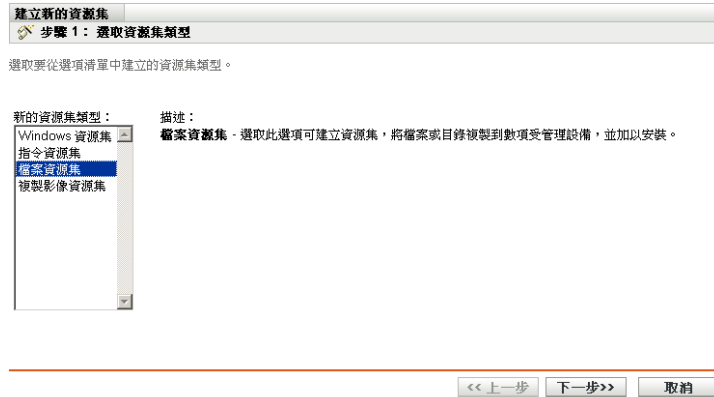 建立新的資源集
步驟 1： 選取資源集類型
選取要從選項清單中建立的資源集類型。
新的資源集類型：
描述：
Windows 資源集
指令資源集
檔案資源集
複製影像資源集
檔案資源集 - 選取此選項可建立資源集，將檔案或目錄複製到數項受管理設備，並加以安裝。
<< 上一步
下一步>>
取消